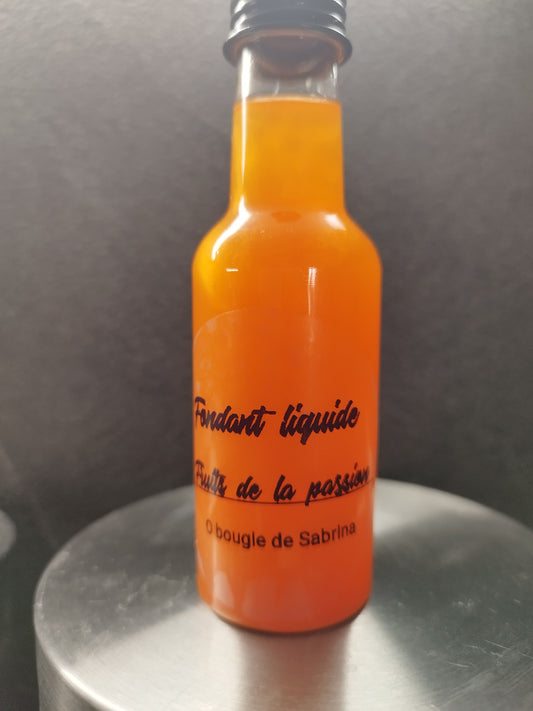 Fondant liquide
Fruits de la passion
O bougie de Sabrina